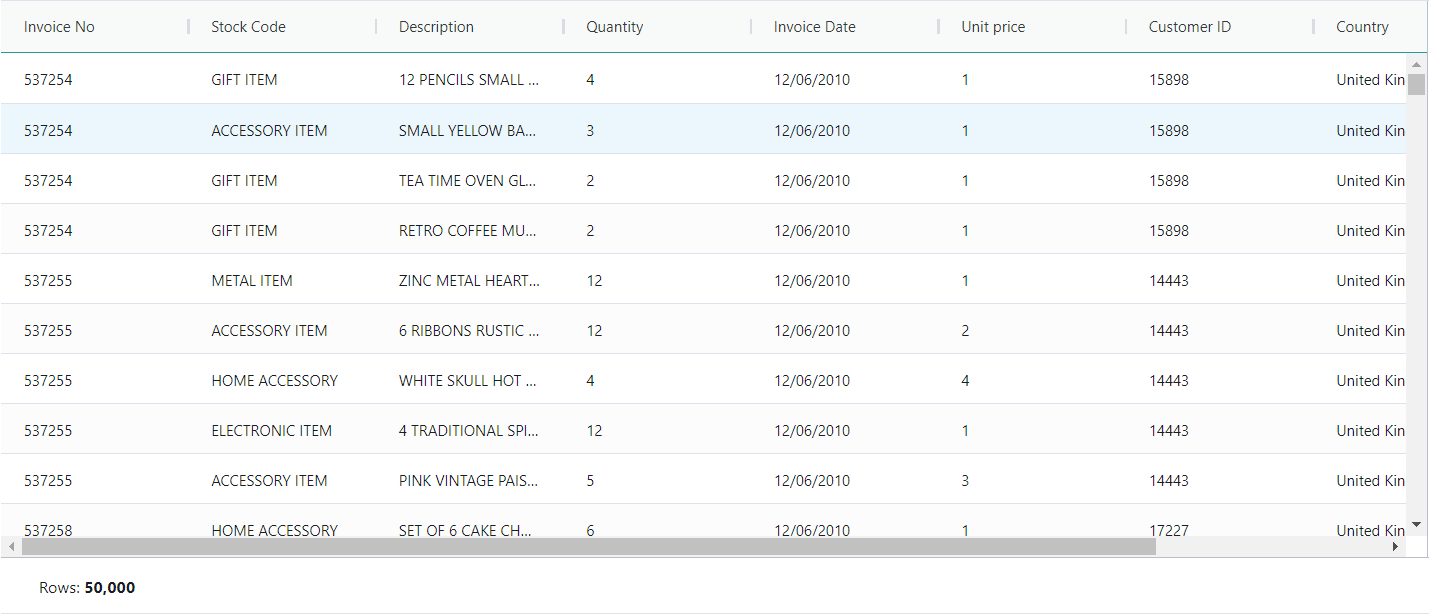 Invoice No Stock Code Description Quantity Invoice Date Unit price Customer ID Country
537254 GIFT ITEM 12 PENCILS SMALL ... 4 12/06/2010 1 15898 United Kin
537254 ACCESSORY ITEM SMALL YELLOW BA... 3 12/06/2010 1 15898 United Kin
537254 GIFT ITEM TEA TIME OVEN GL... 2 12/06/2010 1 15898 United Kin
537254 GIFT ITEM RETRO COFFEE MU... 2 12/06/2010 1 15898 United Kin
537255 METAL ITEM ZINC METAL HEART... 12 12/06/2010 1 14443 United Kin
537255 ACCESSORY ITEM 6 RIBBONS RUSTIC ... 12 12/06/2010 2 14443 United Kin
537255 HOME ACCESSORY WHITE SKULL HOT ... 4 12/06/2010 4 14443 United Kin
537255 ELECTRONIC ITEM 4 TRADITIONAL SPI... 12 12/06/2010 1 14443 United Kin
537255 ACCESSORY ITEM PINK VINTAGE PAIS... 5 12/06/2010 3 14443 United Kin
537258 HOME ACCESSORY SET OF 6 CAKE CH... 6 12/06/2010 1 17227 United Kin
Rows: 50,000